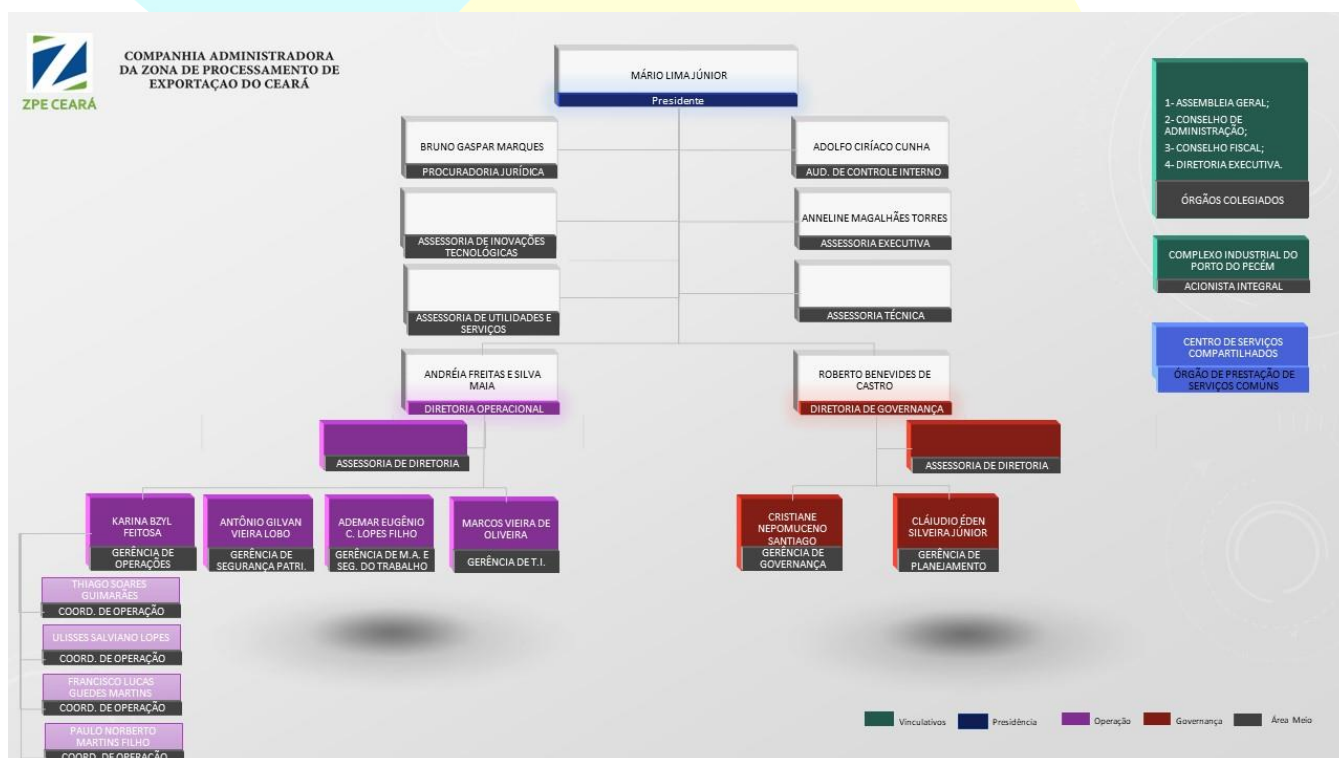 COMPANHIA ADMINISTRADORA
DA ZONA DE PROCESSAMENTO DE
EXPORTAÇAO DO CEARÁ
ZPE CEARÁ
MÁRIO LIMA JÚNIOR
Presidente
BRUNO GASPAR MARQUES
PROCURADORIA JURÍDICA
ADOLFO CIRÍACO CUNHA
AUD. DE CONTROLE INTERNO
ASSESSORIA DE INOVAÇÕES
TECNOLÓGICAS
ANNELINE MAGALHÃES TORRES
ASSESSORIA EXECUTIVA
ASSESSORIA DE UTILIDADES E
SERVIÇOS
ASSESSORIA TÉCNICA
1- ASSEMBLEIA GERAL;
2- CONSELHO DE
ADMINISTRAÇÃO;
3- CONSELHO FISCAL;
4- DIRETORIA EXECUTIVA.
ÓRGÃOS COLEGIADOS
COMPLEXO INDUSTRIAL DO
PORTO DO PECÉM
ACIONISTA INTEGRAL
CENTRO DE SERVIÇOS
COMPARTILHADOS
ÓRGÃO DE PRESTAÇÃO DE
SERVIÇOS COMUNS
ANDRÉIA FREITAS E SILVA
MAIA
DIRETORIA OPERACIONAL
ROBERTO BENEVIDES DE
CASTRO
DIRETORIA DE GOVERNANÇA
ASSESSORIA DE DIRETORIA
ASSESSORIA DE DIRETORIA
KARINA BZYL
FEITOSA
GERÊNCIA DE
OPERAÇÕES
ANTÔNIO GILVAN
VIEIRA LOBO
GERÊNCIA DE
SEGURANÇA PATRI.
ADEMAR EUGÊNIO
C. LOPES FILHO
GERÊNCIA DE M.A. E
SEG. DO TRABALHO
MARCOS VIEIRA DE
OLIVEIRA
GERÊNCIA DE T.I.
CRISTIANE
NEPOMUCENO
SANTIAGO
GERÊNCIA DE
GOVERNANÇA
CLÁIUDIO ÉDEN
SILVEIRA JÚNIOR
GERÊNCIA DE
PLANEJAMENTO
THIAGO SOARES
GUIMARÃES
COORD. DE OPERAÇÃO
ULISSES SALVIANO LOPES
COORD. DE OPERAÇÃO
FRANCISCO LUCAS
GUEDES MARTINS
COORD. DE OPERAÇÃO
PAULO NORBERTO
MARTINS FILHO
COORD. DE OPERAÇÃO
Vinculativos
Presidência
Operação
Governança
Área Meio